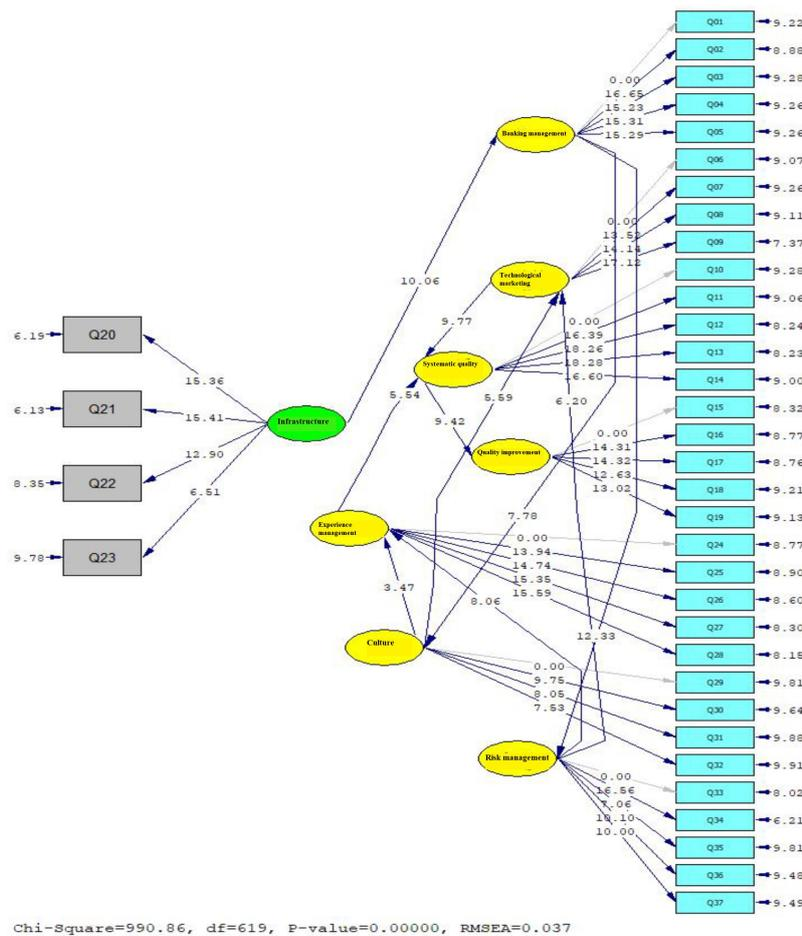 Q01
9.22
Q02
8.88
0.00
Q03
9.28
16.65
15.23
Q04
9.26
15.31
15.29
Q05
9.26
Banking management
Q06
9.07
Q07
9.26
Q08
9.11
0.00
13.52
14.14
Q09
7.37
17.12
Q10
9.28
Technological
marketing
10.06
Q11
9.06
9.77
0.00
Q12
8.24
16.39
18.26
Q13
8.23
18.28
16.60
Q14
9.00
Systematic quality
6.19
Q20
15.36
5.54
5.59
6.20
Q15
8.32
6.13
Q21
15.41
Infrastructure
9.42
0.00
Q16
8.77
14.31
14.32
Q17
8.76
12.63
13.02
Quality improvement
8.35
Q22
12.90
6.51
Q18
9.21
Q19
9.13
7.78
Experience
management
9.78
Q23
0.00
Q24
8.77
13.94
14.74
Q25
8.90
15.35
15.59
Q26
8.60
3.47
8.06
Q27
8.30
12.33
Culture
Q28
8.15
0.00
9.75
Q29
9.81
8.05
7.53
Q30
9.64
Q31
9.88
Q32
9.91
Risk management
0.00
Q33
8.02
16.56
7.06
Q34
6.21
10.10
10.00
Q35
9.81
Q36
9.48
Q37
9.49
Chi-Square=990.86, df=619, P-value=0.00000, RMSEA=0.037